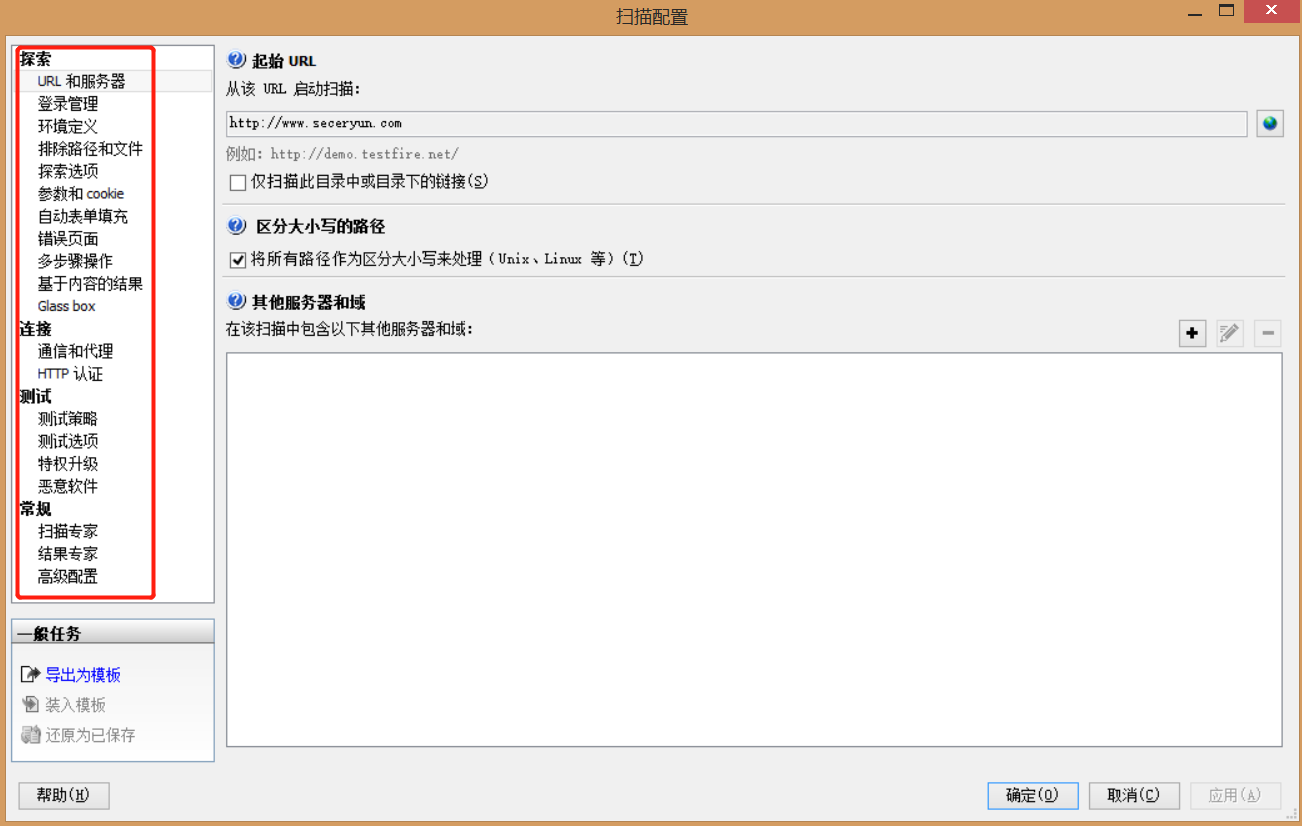 扫描配置
探索
URL 和服务器
登录管理
环境定义
排除路径和文件
探索选项
参数和 cookie
自动表单填充
错误页面
多步骤操作
基于内容的结果
Glass box
连接
通信和代理
HTTP 认证
测试
测试策略
测试选项
特权升级
恶意软件
常规
扫描专家
结果专家
高级配置
一般任务
导出为模板
装入模板
还原为已保存
起始 URL
从该 URL 启动扫描：
http://www.seceryun.com
例如：http://demo.testfire.net/
仅扫描此目录中或目录下的链接(S)
区分大小写的路径
将所有路径作为区分大小写来处理（Unix、Linux 等）(T)
其他服务器和域
在该扫描中包含以下其他服务器和域：
帮助(H)
确定(O)
取消(C)
应用(A)